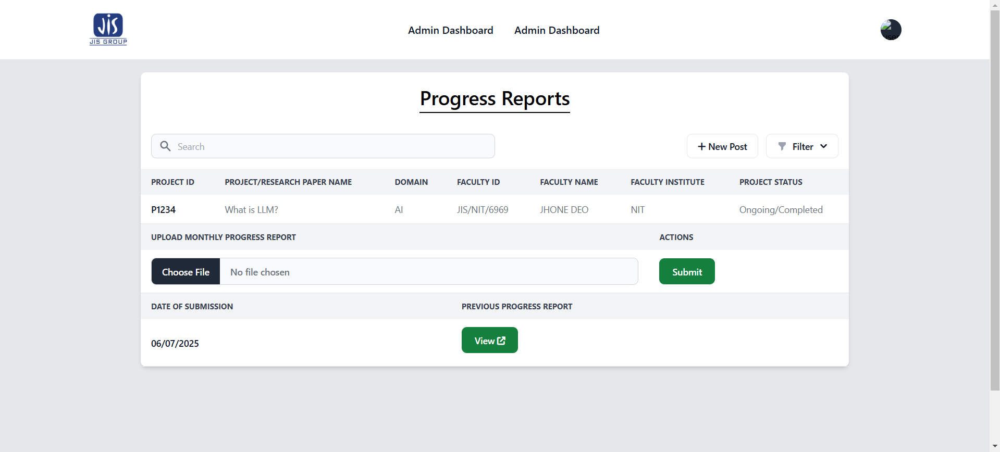 JIS
JIS GROUP
Admin Dashboard Admin Dashboard
user
Progress Reports
Search
New Post Filter
PROJECT ID PROJECT/RESEARCH PAPER NAME DOMAIN FACULTY ID FACULTY NAME FACULTY INSTITUTE PROJECT STATUS
P1234 What is LLM? AI JIS/NIT/6969 JHONE DEO NIT Ongoing/Completed
UPLOAD MONTHLY PROGRESS REPORT ACTIONS
Choose File No file chosen Submit
DATE OF SUBMISSION PREVIOUS PROGRESS REPORT
06/07/2025 View